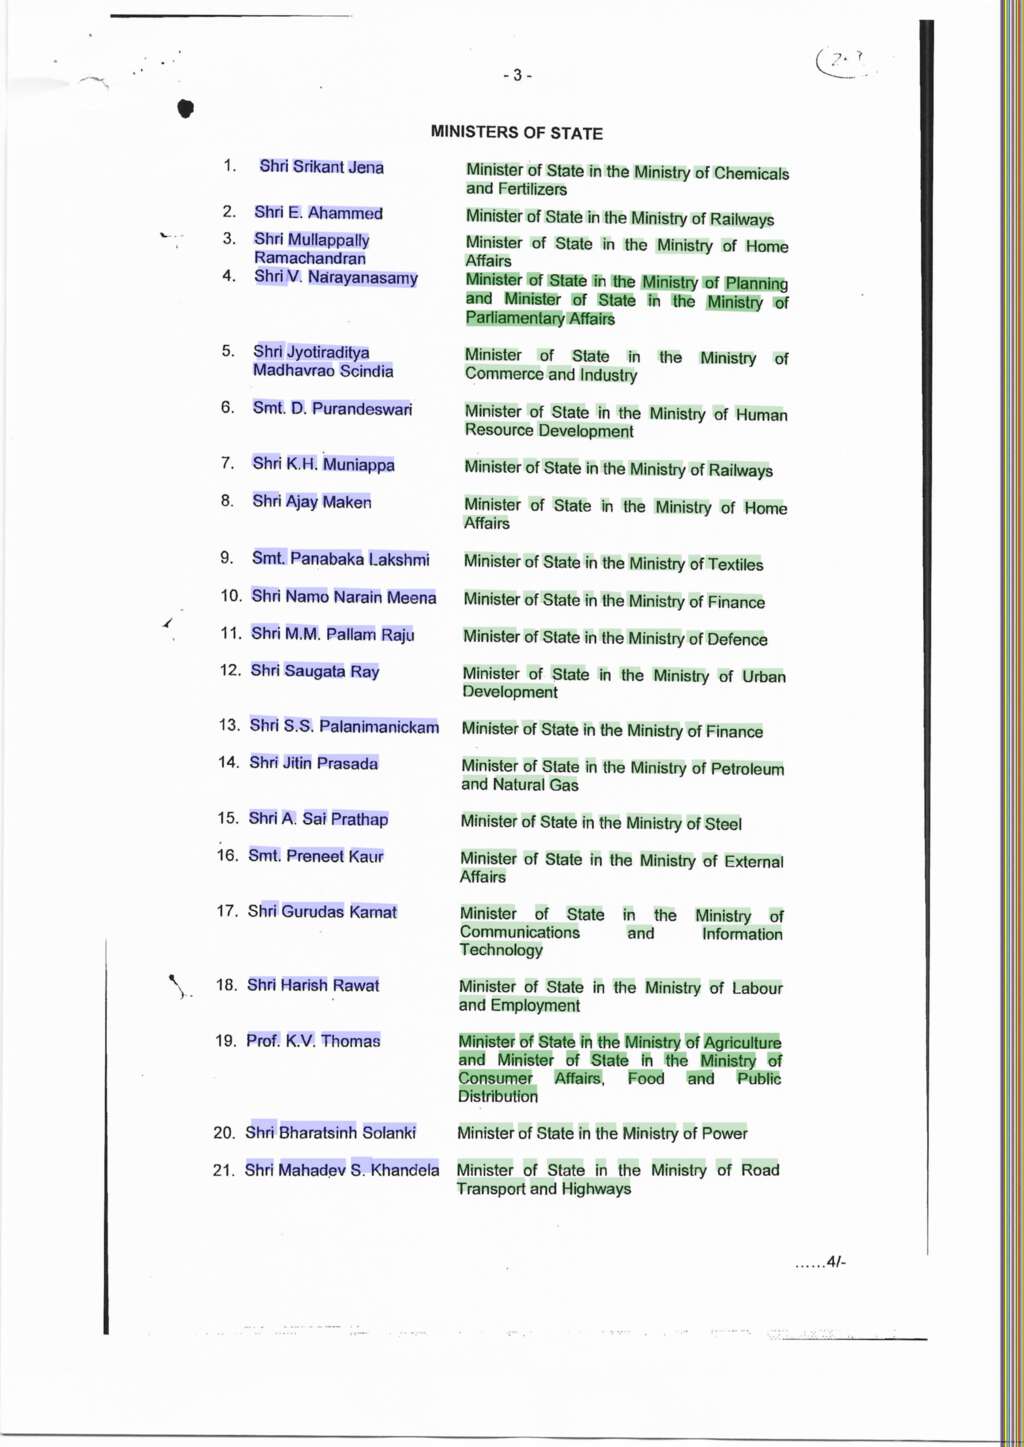 - 3 -
MINISTERS OF STATE
1. Shri Srikant Jena Minister of State in the Ministry of Chemicals
and Fertilizers
2. Shri E. Ahammed Minister of State in the Ministry of Railways
3. Shri Mullappally Minister of State in the Ministry of Home
Ramachandran Affairs
4. Shri V. Narayanasamy Minister of State in the Ministry of Planning
and Minister of State in the Ministry of
Parliamentary Affairs
5. Shri Jyotiraditya Minister of State in the Ministry of
Madhavrao Scindia Commerce and Industry
6. Smt. D. Purandeswari Minister of State in the Ministry of Human
Resource Development
7. Shri K.H. Muniappa Minister of State in the Ministry of Railways
8. Shri Ajay Maken Minister of State in the Ministry of Home
Affairs
9. Smt. Panabaka Lakshmi Minister of State in the Ministry of Textiles
10. Shri Namo Narain Meena Minister of State in the Ministry of Finance
11. Shri M.M. Pallam Raju Minister of State in the Ministry of Defence
12. Shri Saugata Ray Minister of State in the Ministry of Urban
Development
13. Shri S.S. Palanimanickam Minister of State in the Ministry of Finance
14. Shri Jitin Prasada Minister of State in the Ministry of Petroleum
and Natural Gas
15. Shri A. Sai Prathap Minister of State in the Ministry of Steel
16. Smt. Preneet Kaur Minister of State in the Ministry of External
Affairs
17. Shri Gurudas Kamat Minister of State in the Ministry of
Communications and Information
Technology
18. Shri Harish Rawat Minister of State in the Ministry of Labour
and Employment
19. Prof. K.V. Thomas Minister of State in the Ministry of Agriculture
and Minister of State in the Ministry of
Consumer Affairs, Food and Public
Distribution
20. Shri Bharatsinh Solanki Minister of State in the Ministry of Power
21. Shri Mahadev S. Khandela Minister of State in the Ministry of Road
Transport and Highways
......4/-